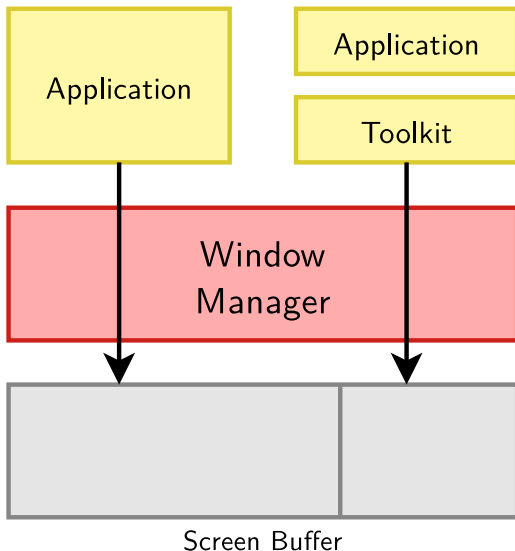 Application
Application
Toolkit
Window
Manager
Screen Buffer